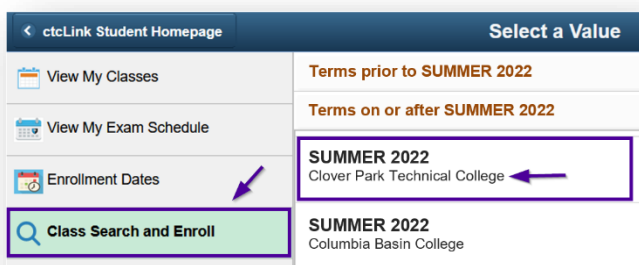 ctcLink Student Homepage
Select a Value
View My Classes
View My Exam Schedule
Enrollment Dates
Class Search and Enroll
Terms prior to SUMMER 2022
Terms on or after SUMMER 2022
SUMMER 2022
Clover Park Technical College
SUMMER 2022
Columbia Basin College